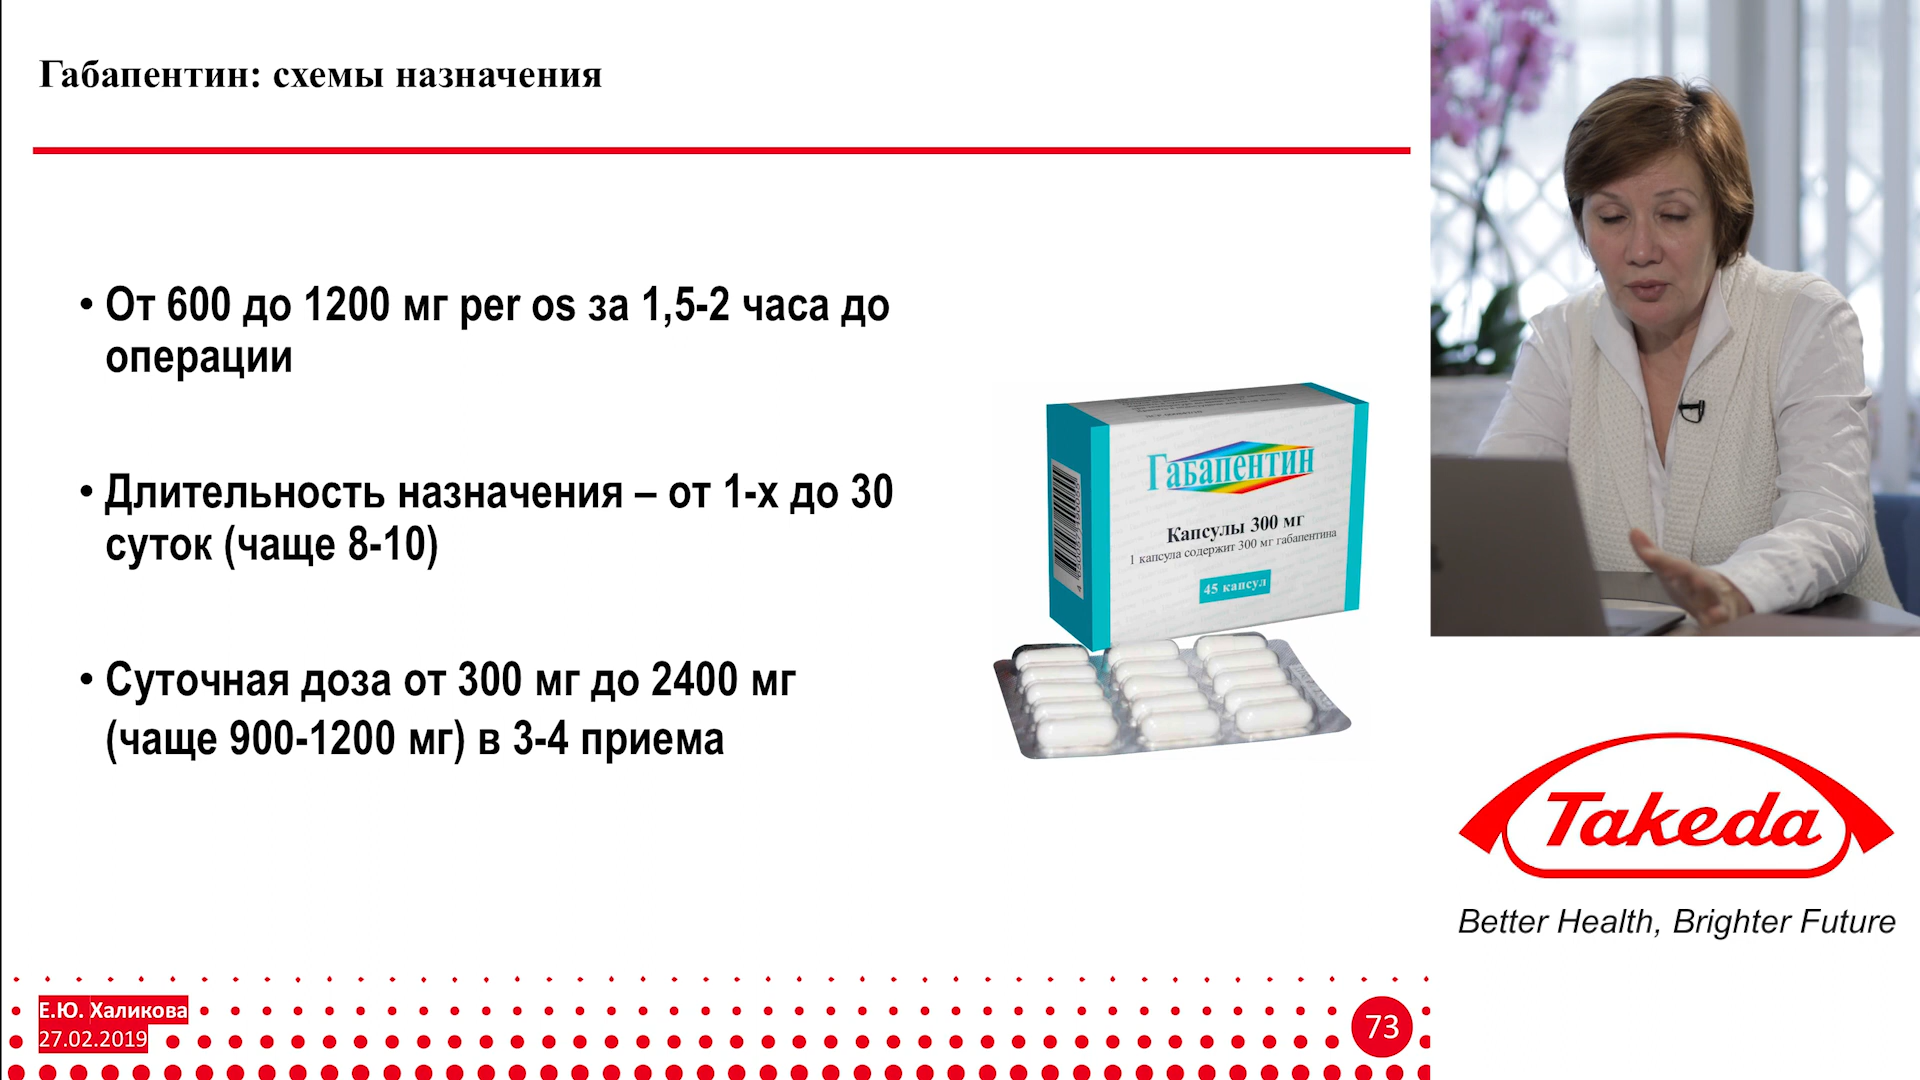 Габапентин: схемы назначения
• От 600 до 1200 мг per os за 1,5-2 часа до
операции
• Длительность назначения – от 1-х до 30
суток (чаще 8-10)
• Суточная доза от 300 мг до 2400 мг
(чаще 900-1200 мг) в 3-4 приема
Габапентин
Капсулы 300 мг
1 капсула содержит 300 мг габапентина
45 капсул
Takeda
Better Health, Brighter Future
Е.Ю. Халикова
27.02.2019
73